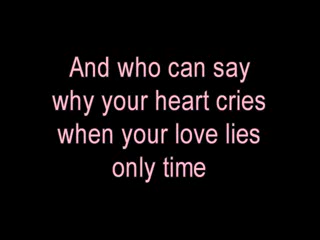 And who can say
why your heart cries
when your love lies
only time